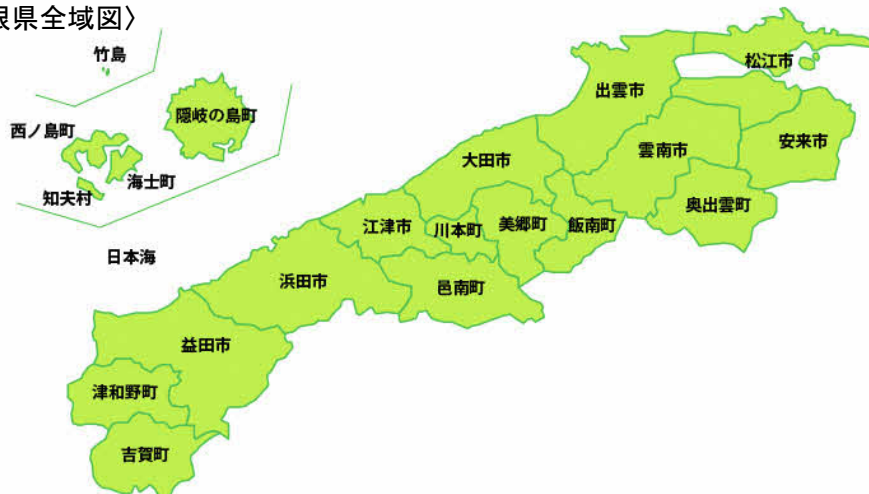 根県全域図〉
竹島
松江市
出雲市
隠岐の島町
西ノ島町
安来市
雲南市
大田市
海士町
知夫村
奥出雲町
美郷町
飯南町
江津市
川本町
日本海
浜田市
邑南町
益田市
津和野町
吉賀町